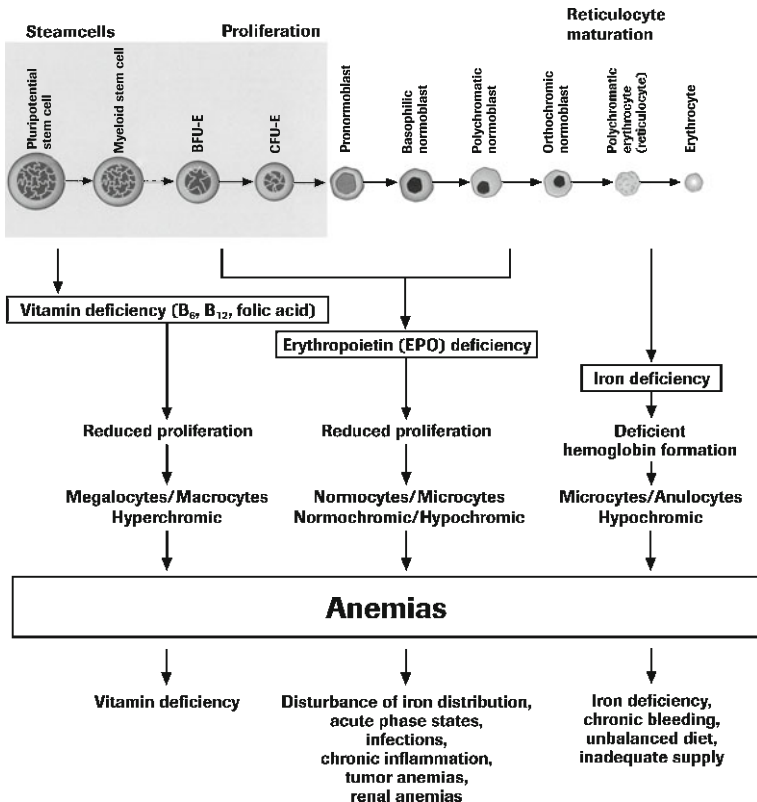 Steamcells
Proliferation
Reticulocyte
maturation
Pluripotential
stem cell
Myeloid stem cell
BFU-E
CFU-E
Pronormoblast
Basophilic
normoblast
Polychromatic
normoblast
Orthochromic
normoblast
Polychromatic
erythrocyte
(reticulocyte)
Erythrocyte
Vitamin deficiency (B₆, B₁₂, folic acid)
Erythropoietin (EPO) deficiency
Iron deficiency
Reduced proliferation
Reduced proliferation
Deficient
hemoglobin formation
Megalocytes/Macrocytes
Hyperchromic
Normocytes/Microcytes
Normochromic/Hypochromic
Microcytes/Anulocytes
Hypochromic
Anemias
Vitamin deficiency
Disturbance of iron distribution,
acute phase states,
infections,
chronic inflammation,
tumor anemias,
renal anemias
Iron deficiency,
chronic bleeding,
unbalanced diet,
inadequate supply